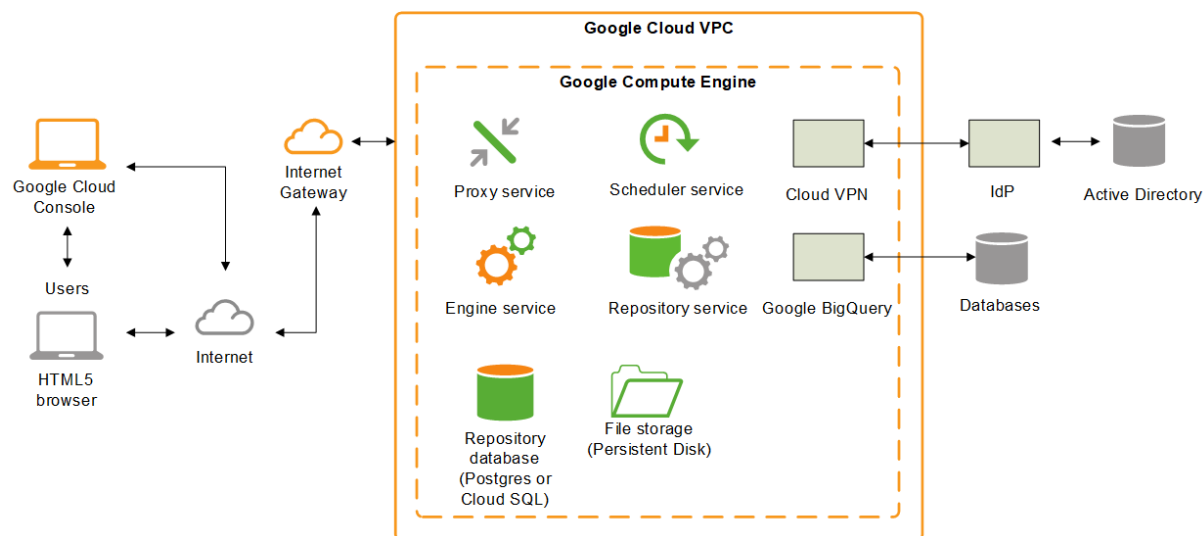 Google Cloud VPC
Google Compute Engine
Google Cloud
Console
Users
HTML5
browser
Internet
Internet
Gateway
Proxy service
Scheduler service
Cloud VPN
IdP
Active Directory
Engine service
Repository service
Google BigQuery
Databases
Repository
database
(Postgres or
Cloud SQL)
File storage
(Persistent Disk)